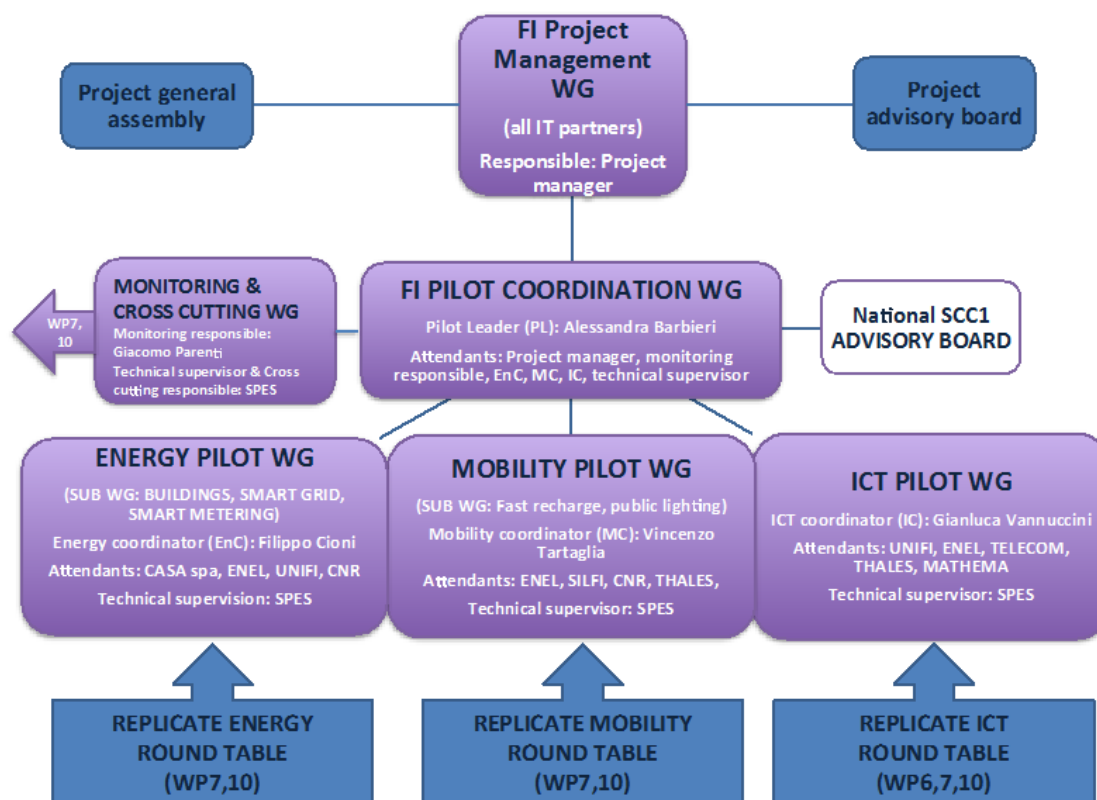 FI Project
Management
WG
(all IT partners)
Responsible: Project
manager
Project general
assembly
Project
advisory board
MONITORING &
CROSS CUTTING WG
Monitoring responsible:
Giacomo Parenti
Technical supervisor & Cross
cutting responsible: SPES
WP7,
10
FI PILOT COORDINATION WG
Pilot Leader (PL): Alessandra Barbieri
Attendants: Project manager, monitoring
responsible, EnC, MC, IC, technical supervisor
National SCC1
ADVISORY BOARD
ENERGY PILOT WG
(SUB WG: BUILDINGS, SMART GRID,
SMART METERING)
Energy coordinator (EnC): Filippo Cioni
Attendants: CASA spa, ENEL, UNIFI, CNR
Technical supervision: SPES
MOBILITY PILOT WG
(SUB WG: Fast recharge, public lighting)
Mobility coordinator (MC): Vincenzo
Tartaglia
Attendants: ENEL, SILFI, CNR, THALES,
Technical supervisor: SPES
ICT PILOT WG
ICT coordinator (IC): Gianluca Vannuccini
Attendants: UNIFI, ENEL, TELECOM,
THALES, MATHEMA
Technical supervisor: SPES
REPLICATE ENERGY
ROUND TABLE
(WP7,10)
REPLICATE MOBILITY
ROUND TABLE
(WP7,10)
REPLICATE ICT
ROUND TABLE
(WP6,7,10)